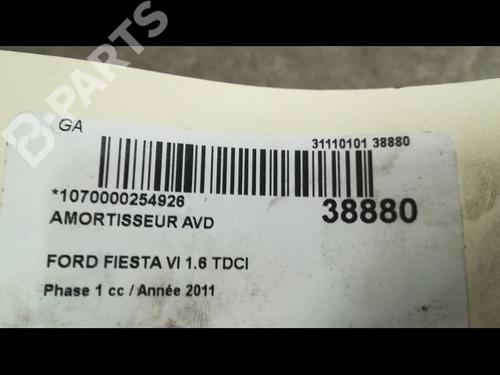 B-PARTS
GA
31110101 38880
*1070000254926
38880
AMORTISSEUR AVD
FORD FIESTA VI 1.6 TDCI
Phase 1 cc / Année 2011